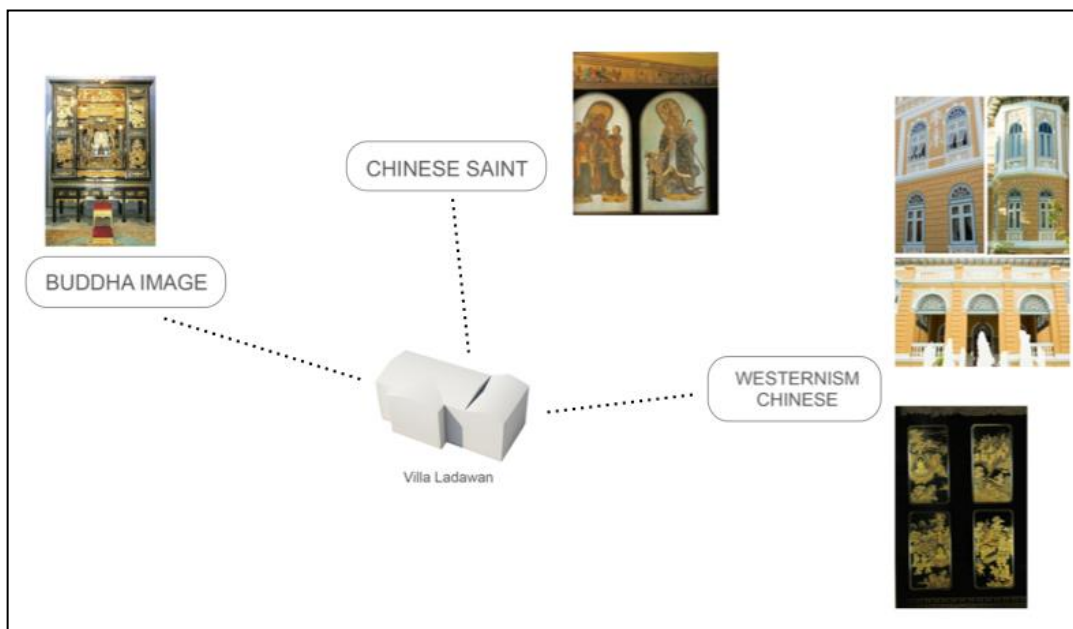 CHINESE SAINT
BUDDHA IMAGE
WESTERNISM
CHINESE
Villa Ladawan